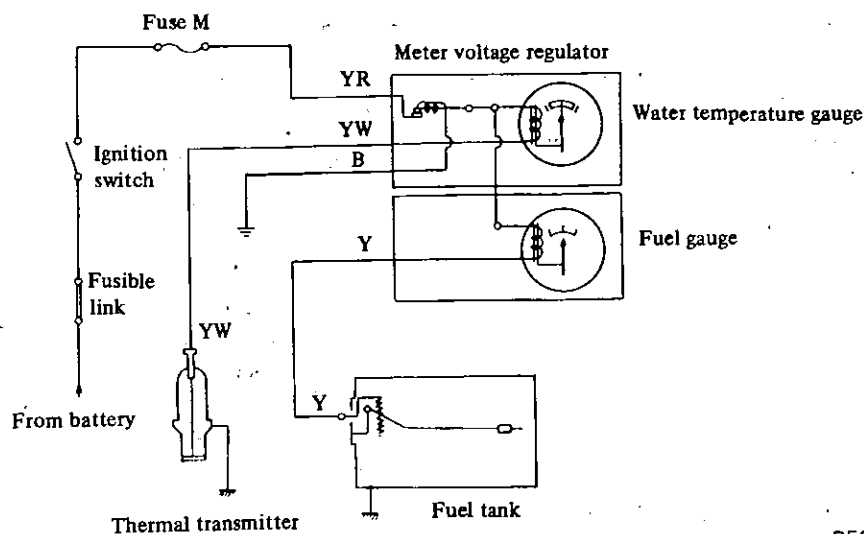 Fuse M
Meter voltage regulator
YR
Water temperature gauge
YW
B
Ignition
switch
Y
Fuel gauge
Fusible
link
YW
Y
From battery
Thermal transmitter
Fuel tank